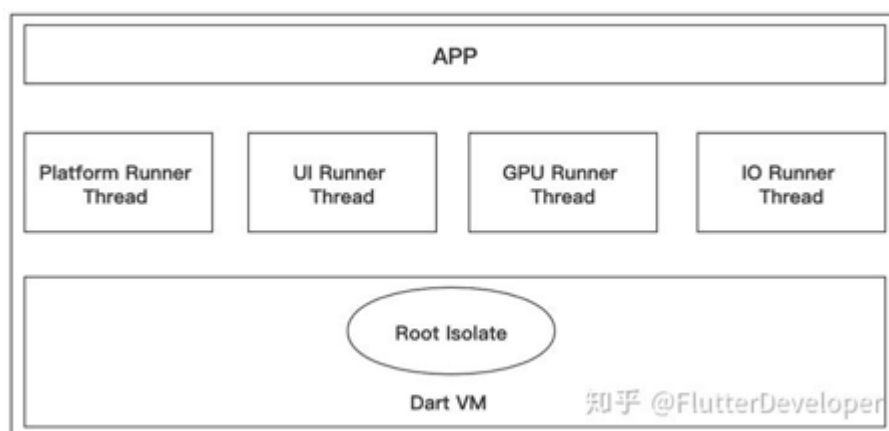 APP
Platform Runner
Thread
UI Runner
Thread
GPU Runner
Thread
IO Runner
Thread
Root Isolate
Dart VM
知乎 @FlutterDeveloper